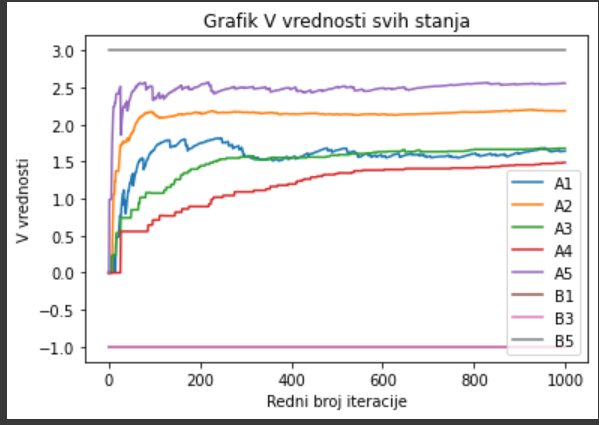 Grafik V vrednosti svih stanja
V vrednosti
3.0
2.5
2.0
1.5
1.0
0.5
0.0
−0.5
−1.0
0
200
400
600
800
1000
Redni broj iteracije
A1
A2
A3
A4
A5
B1
B3
B5